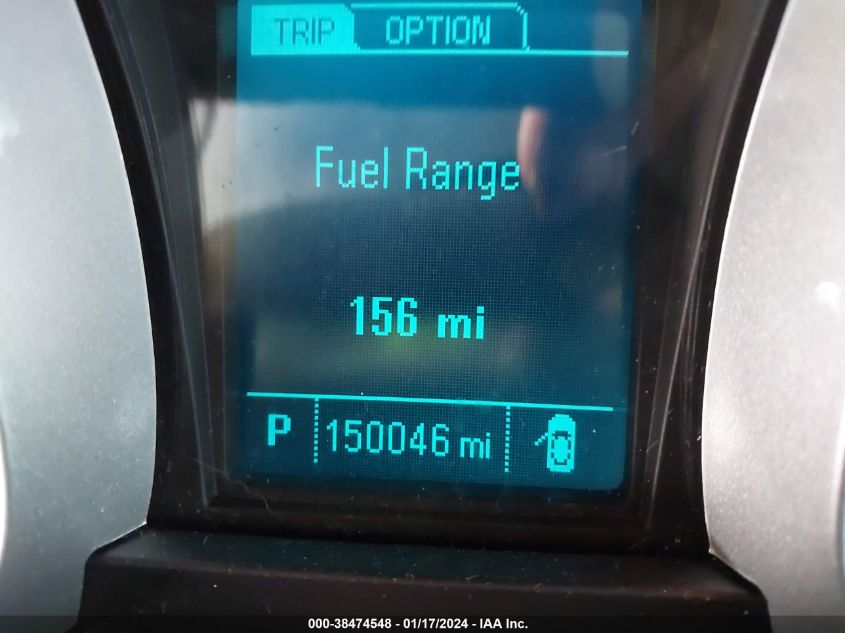 TRIP OPTION
Fuel Range
156 mi
P 150046 mi
000-38474548 - 01/17/2024 - IAA Inc.